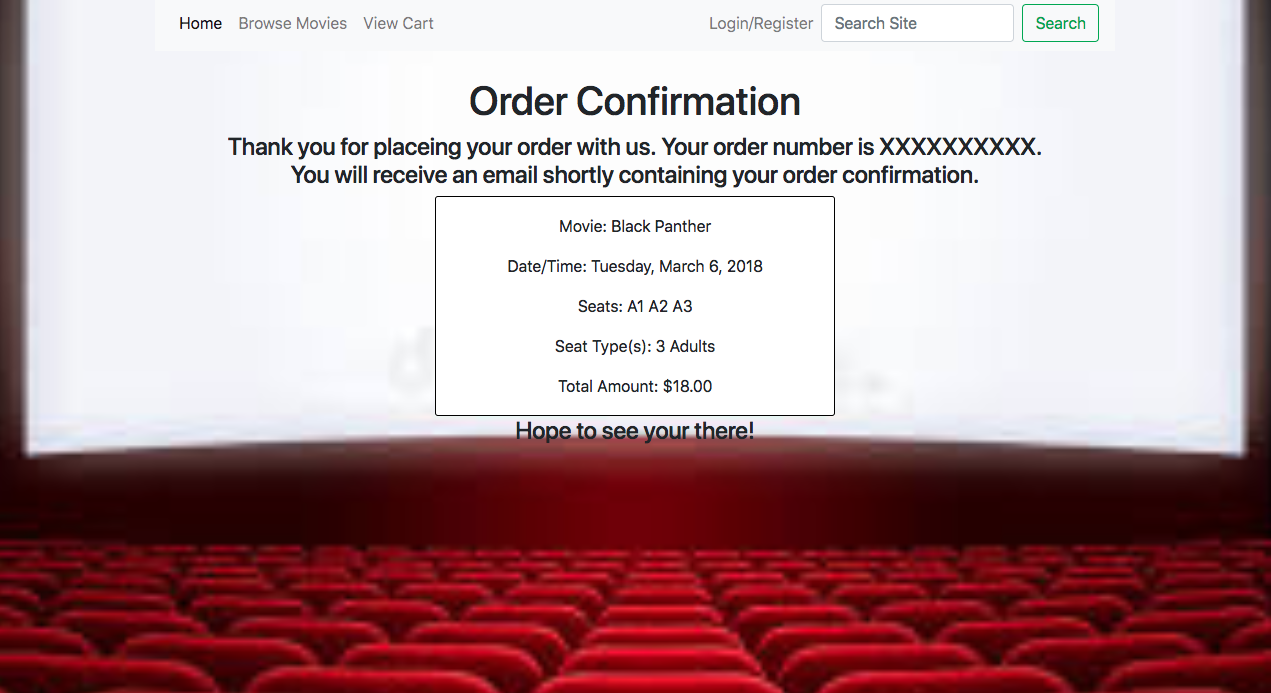 Home Browse Movies View Cart Login/Register Search Site Search
Order Confirmation
Thank you for placeing your order with us. Your order number is XXXXXXXXXX.
You will receive an email shortly containing your order confirmation.
Movie: Black Panther
Date/Time: Tuesday, March 6, 2018
Seats: A1 A2 A3
Seat Type(s): 3 Adults
Total Amount: $18.00
Hope to see your there!